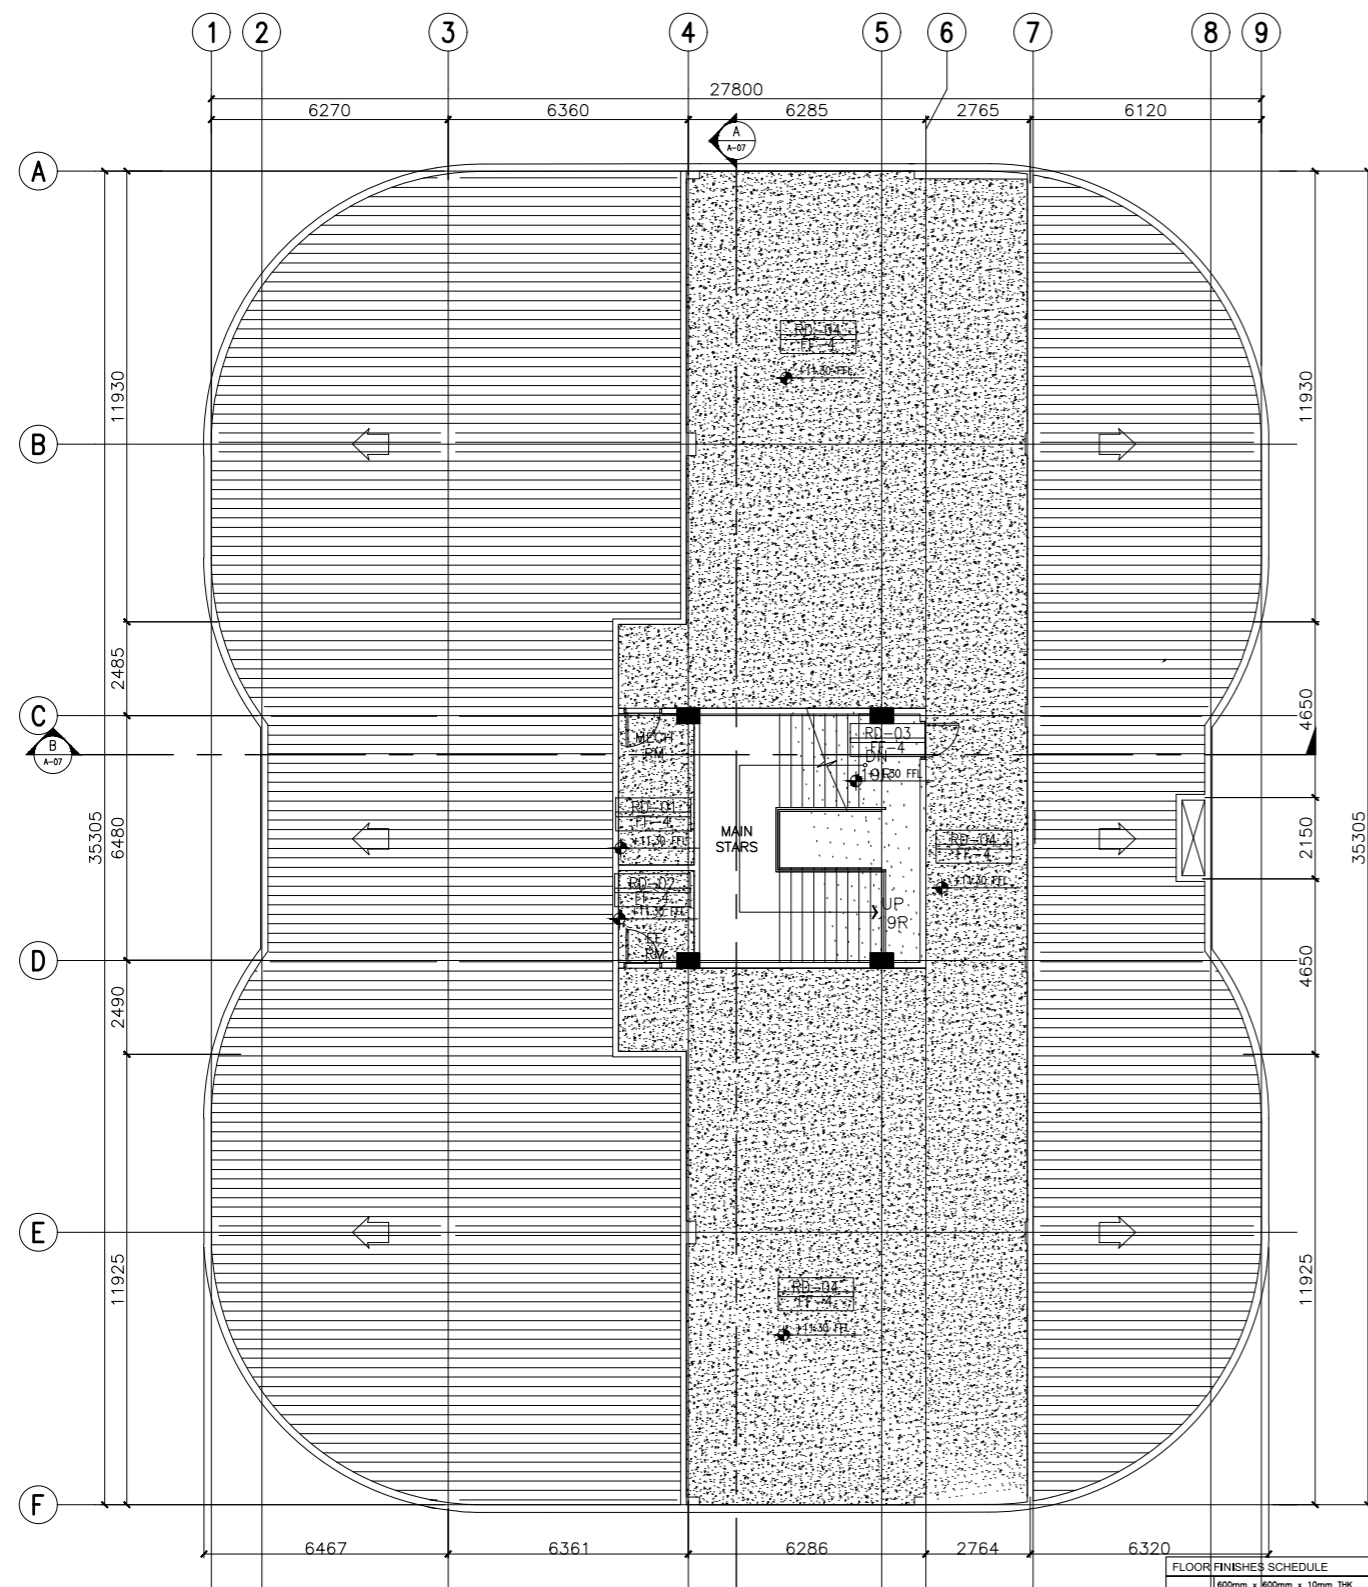 1 2 3 4 5 6 7 8 9
27800
6270 6360 6285 2765 6120
A
A-07
A
B
C
D
E
F
B
A-07
35305
11930
2485
6480
2490
11925
11930
4650
2150
4650
11925
35305
RD-04
FF-4
+11.30 FFL
MECH
RM
RD-03
FF-4
DN
19R
+11.30 FFL
RD-01
FF-4
+11.30 FFL
MAIN
STARS
RD-04
FF-4
+11.30 FFL
RD-02
FF-4
+11.30 FFL
UP
19R
RM
RD-04
FF-4
+11.30 FFL
6467 6361 6286 2764 6320
FLOOR FINISHES SCHEDULE
600mm x 600mm x 10mm THK